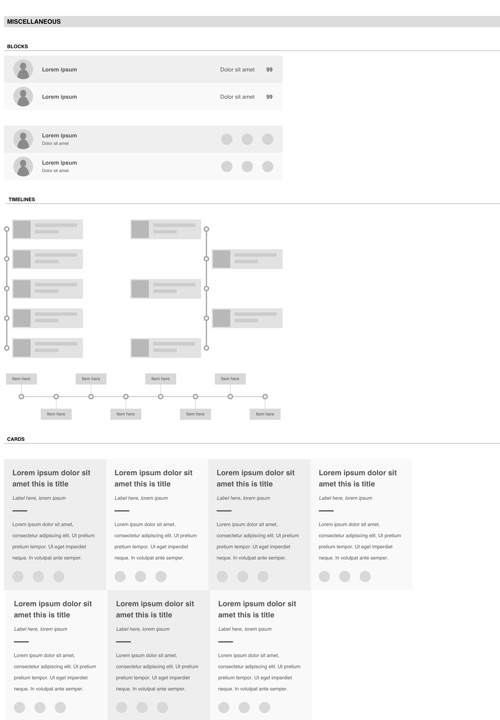 MISCELLANEOUS
BLOCKS
Lorem ipsum Dolor sit amet 99
Lorem ipsum Dolor sit amet 99
Lorem ipsum
Dolor sit amet
Lorem ipsum
Dolor sit amet
TIMELINES
Item here Item here Item here Item here
Item here Item here Item here Item here
CARDS
Lorem ipsum dolor sit
amet this is title
Label here, lorem ipsum
Lorem ipsum dolor sit amet,
consectetur adipiscing elit. Ut pretium
pretium tempor. Ut eget imperdiet
neque. In volutpat ante semper.
Lorem ipsum dolor sit
amet this is title
Label here, lorem ipsum
Lorem ipsum dolor sit amet,
consectetur adipiscing elit. Ut pretium
pretium tempor. Ut eget imperdiet
neque. In volutpat ante semper.
Lorem ipsum dolor sit
amet this is title
Label here, lorem ipsum
Lorem ipsum dolor sit amet,
consectetur adipiscing elit. Ut pretium
pretium tempor. Ut eget imperdiet
neque. In volutpat ante semper.
Lorem ipsum dolor sit
amet this is title
Label here, lorem ipsum
Lorem ipsum dolor sit amet,
consectetur adipiscing elit. Ut pretium
pretium tempor. Ut eget imperdiet
neque. In volutpat ante semper.
Lorem ipsum dolor sit
amet this is title
Label here, lorem ipsum
Lorem ipsum dolor sit amet,
consectetur adipiscing elit. Ut pretium
pretium tempor. Ut eget imperdiet
neque. In volutpat ante semper.
Lorem ipsum dolor sit
amet this is title
Label here, lorem ipsum
Lorem ipsum dolor sit amet,
consectetur adipiscing elit. Ut pretium
pretium tempor. Ut eget imperdiet
neque. In volutpat ante semper.
Lorem ipsum dolor sit
amet this is title
Label here, lorem ipsum
Lorem ipsum dolor sit amet,
consectetur adipiscing elit. Ut pretium
pretium tempor. Ut eget imperdiet
neque. In volutpat ante semper.